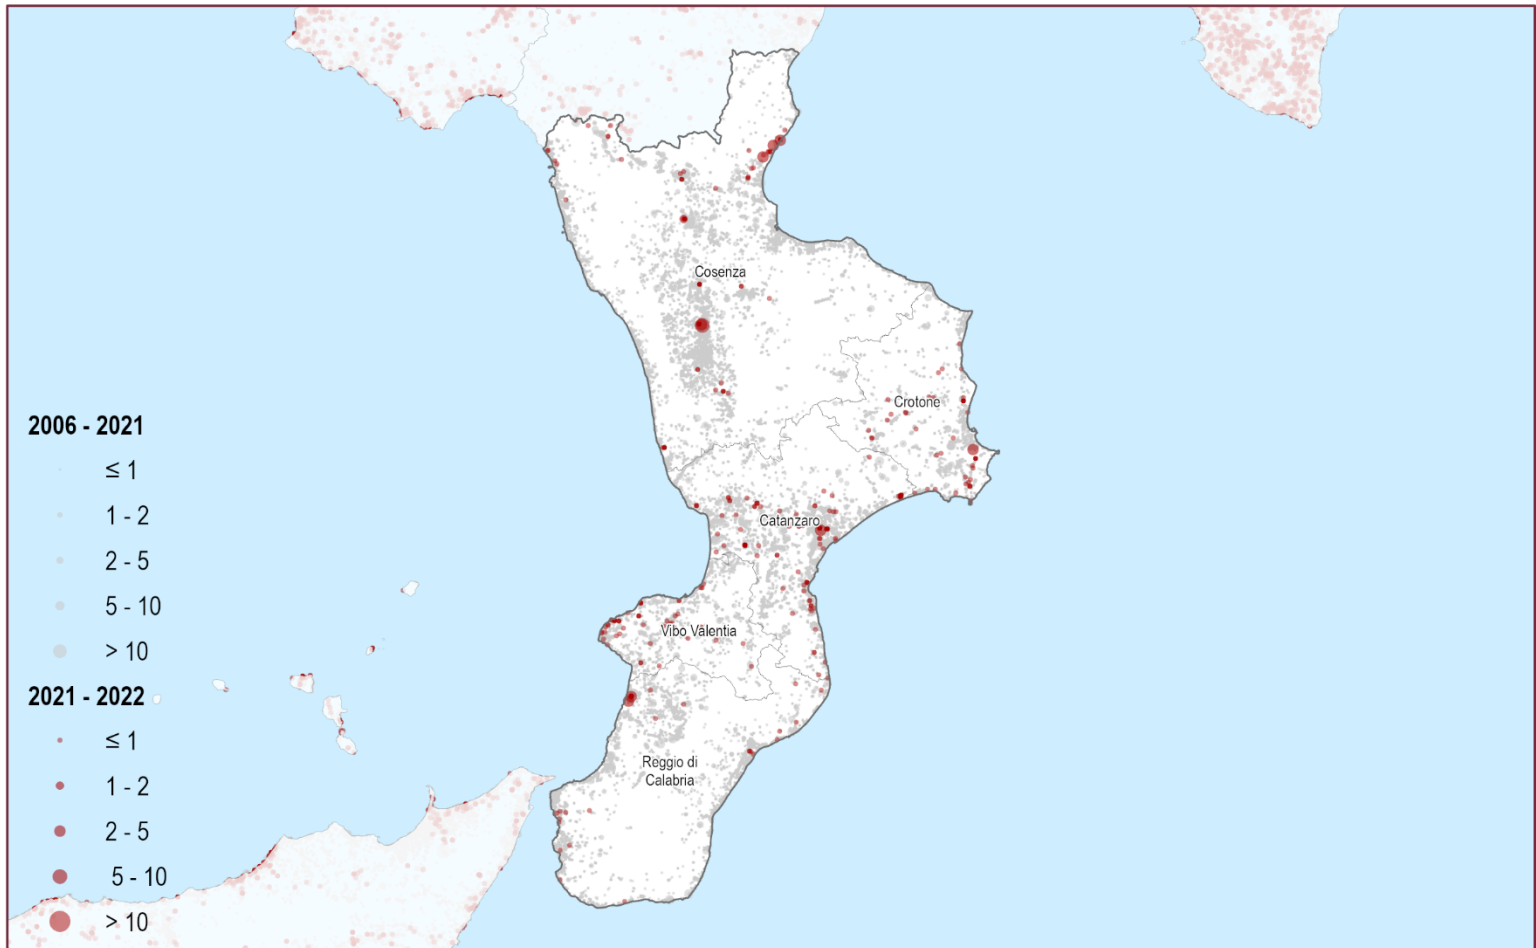 Cosenza
Crotone
Catanzaro
Vibo Valentia
Reggio di
Calabria
2006 - 2021
≤ 1
1 - 2
2 - 5
5 - 10
> 10
2021 - 2022
≤ 1
1 - 2
2 - 5
5 - 10
> 10